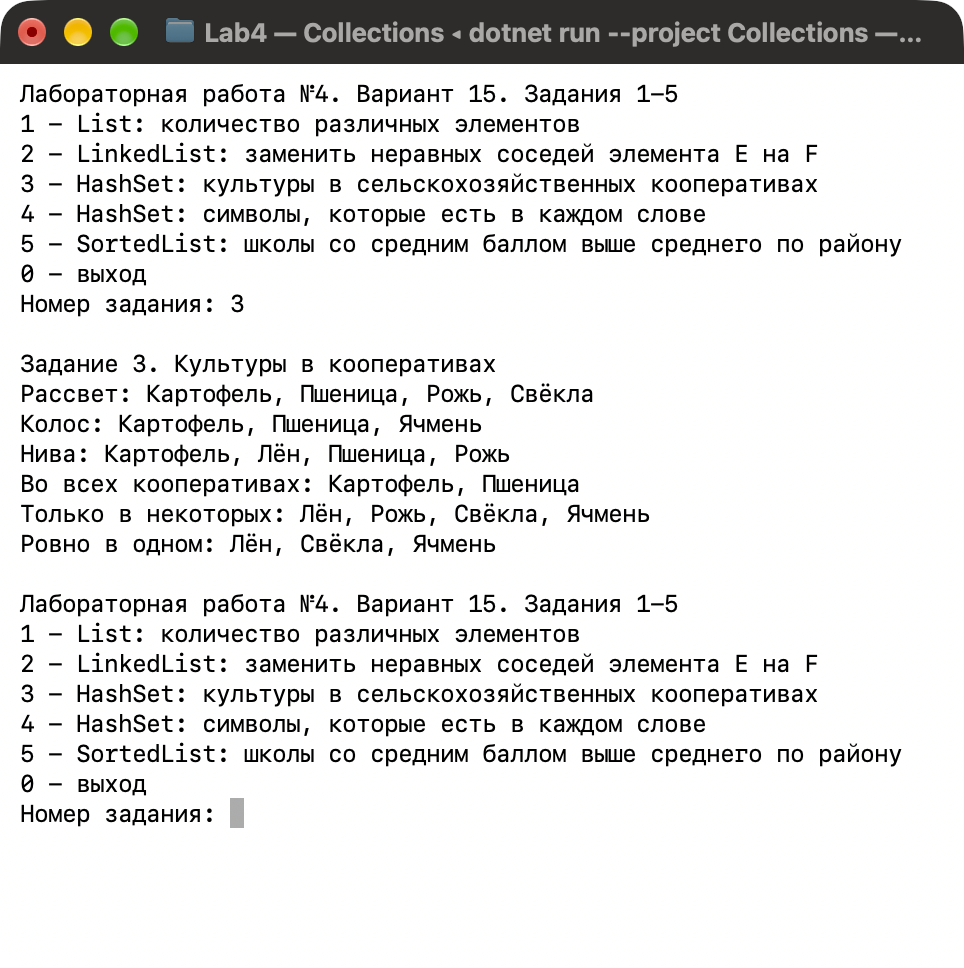 Lab4 — Collections ◂ dotnet run --project Collections —...
Лабораторная работа №4. Вариант 15. Задания 1–5
1 – List: количество различных элементов
2 – LinkedList: заменить неравных соседей элемента E на F
3 – HashSet: культуры в сельскохозяйственных кооперативах
4 – HashSet: символы, которые есть в каждом слове
5 – SortedList: школы со средним баллом выше среднего по району
0 – выход
Номер задания: 3
Задание 3. Культуры в кооперативах
Рассвет: Картофель, Пшеница, Рожь, Свёкла
Колос: Картофель, Пшеница, Ячмень
Нива: Картофель, Лён, Пшеница, Рожь
Во всех кооперативах: Картофель, Пшеница
Только в некоторых: Лён, Рожь, Свёкла, Ячмень
Ровно в одном: Лён, Свёкла, Ячмень
Лабораторная работа №4. Вариант 15. Задания 1–5
1 – List: количество различных элементов
2 – LinkedList: заменить неравных соседей элемента E на F
3 – HashSet: культуры в сельскохозяйственных кооперативах
4 – HashSet: символы, которые есть в каждом слове
5 – SortedList: школы со средним баллом выше среднего по району
0 – выход
Номер задания: